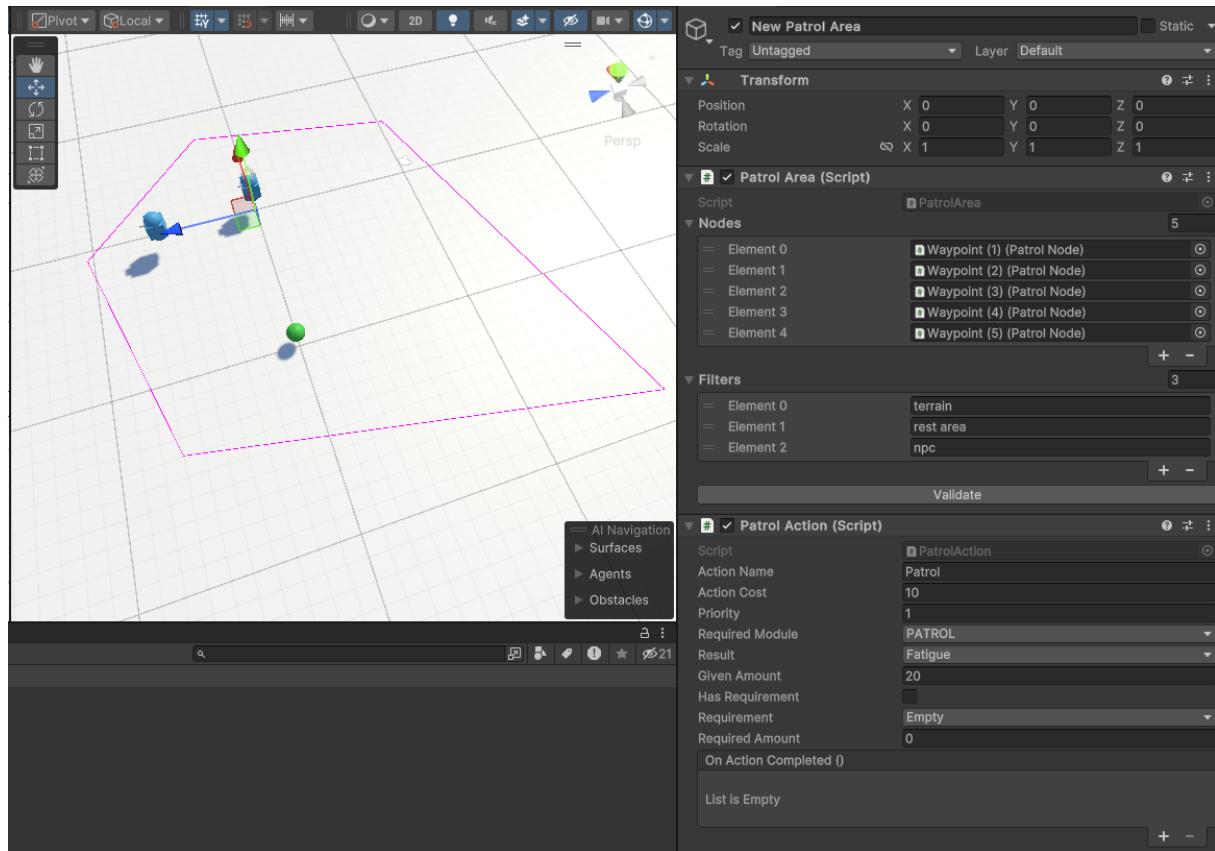 Pivot
Local
2D
Persp
AI Navigation
Surfaces
Agents
Obstacles
21
New Patrol Area
Static
Tag Untagged Layer Default
Transform
Position X 0 Y 0 Z 0
Rotation X 0 Y 0 Z 0
Scale X 1 Y 1 Z 1
# Patrol Area (Script)
Script PatrolArea
Nodes 5
Element 0 Waypoint (1) (Patrol Node)
Element 1 Waypoint (2) (Patrol Node)
Element 2 Waypoint (3) (Patrol Node)
Element 3 Waypoint (4) (Patrol Node)
Element 4 Waypoint (5) (Patrol Node)
+ -
Filters 3
Element 0 terrain
Element 1 rest area
Element 2 npc
+ -
Validate
# Patrol Action (Script)
Script PatrolAction
Action Name Patrol
Action Cost 10
Priority 1
Required Module PATROL
Result Fatigue
Given Amount 20
Has Requirement
Requirement Empty
Required Amount 0
On Action Completed ()
List is Empty
+ -